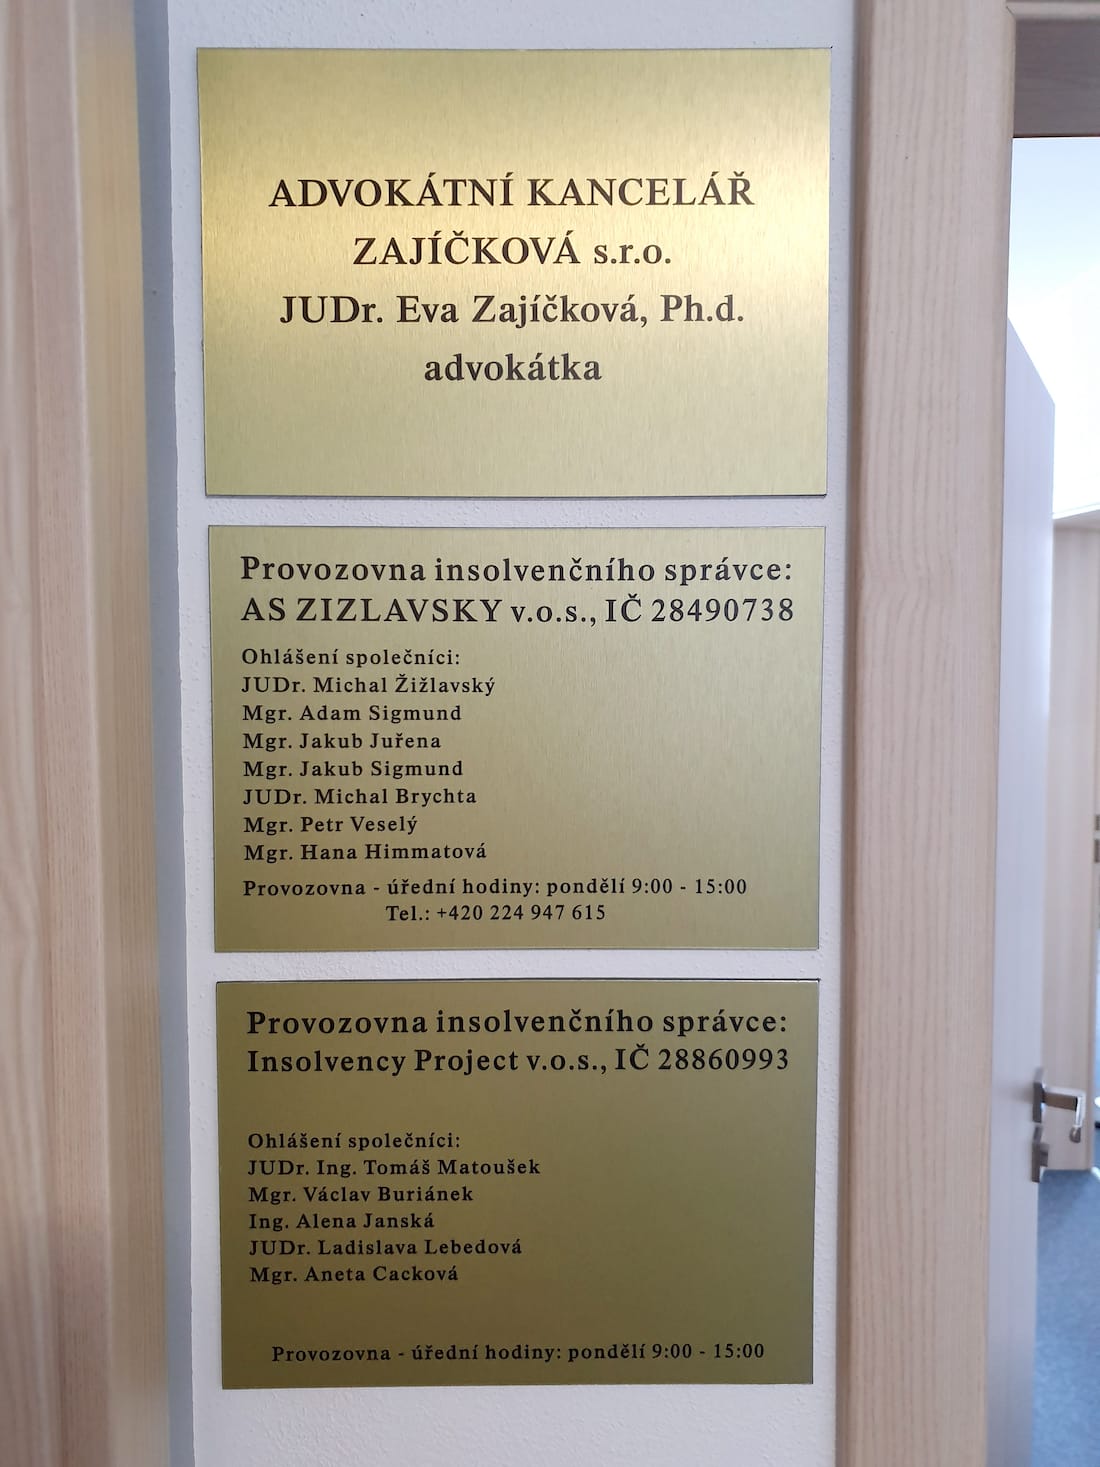 ADVOKÁTNÍ KANCELÁŘ
ZAJÍČKOVÁ s.r.o.
JUDr. Eva Zajíčková, Ph.d.
advokátka
Provozovna insolvenčního správce:
AS ZIZLAVSKY v.o.s., IČ 28490738
Ohlášení společníci:
JUDr. Michal Žižlavský
Mgr. Adam Sigmund
Mgr. Jakub Juřena
Mgr. Jakub Sigmund
JUDr. Michal Brychta
Mgr. Petr Veselý
Mgr. Hana Himmatová
Provozovna - úřední hodiny: pondělí 9:00 - 15:00
Tel.: +420 224 947 615
Provozovna insolvenčního správce:
Insolvency Project v.o.s., IČ 28860993
Ohlášení společníci:
JUDr. Ing. Tomáš Matoušek
Mgr. Václav Buriánek
Ing. Alena Janská
JUDr. Ladislava Lebedová
Mgr. Aneta Cacková
Provozovna - úřední hodiny: pondělí 9:00 - 15:00